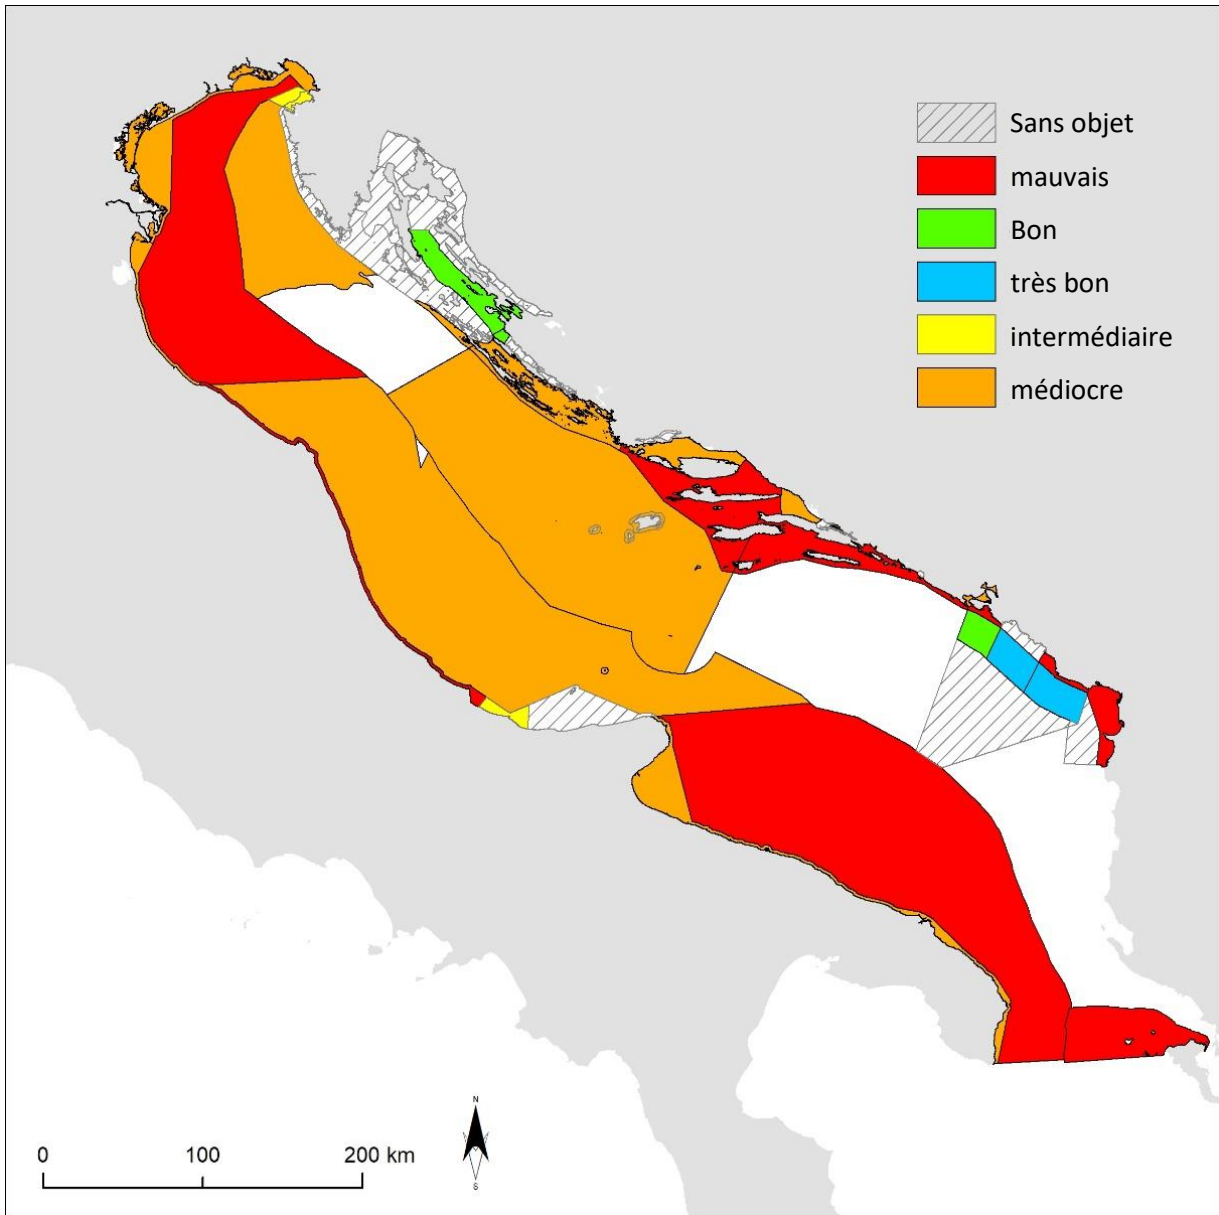 Sans objet
mauvais
Bon
très bon
intermédiaire
médiocre
N
S
0 100 200 km